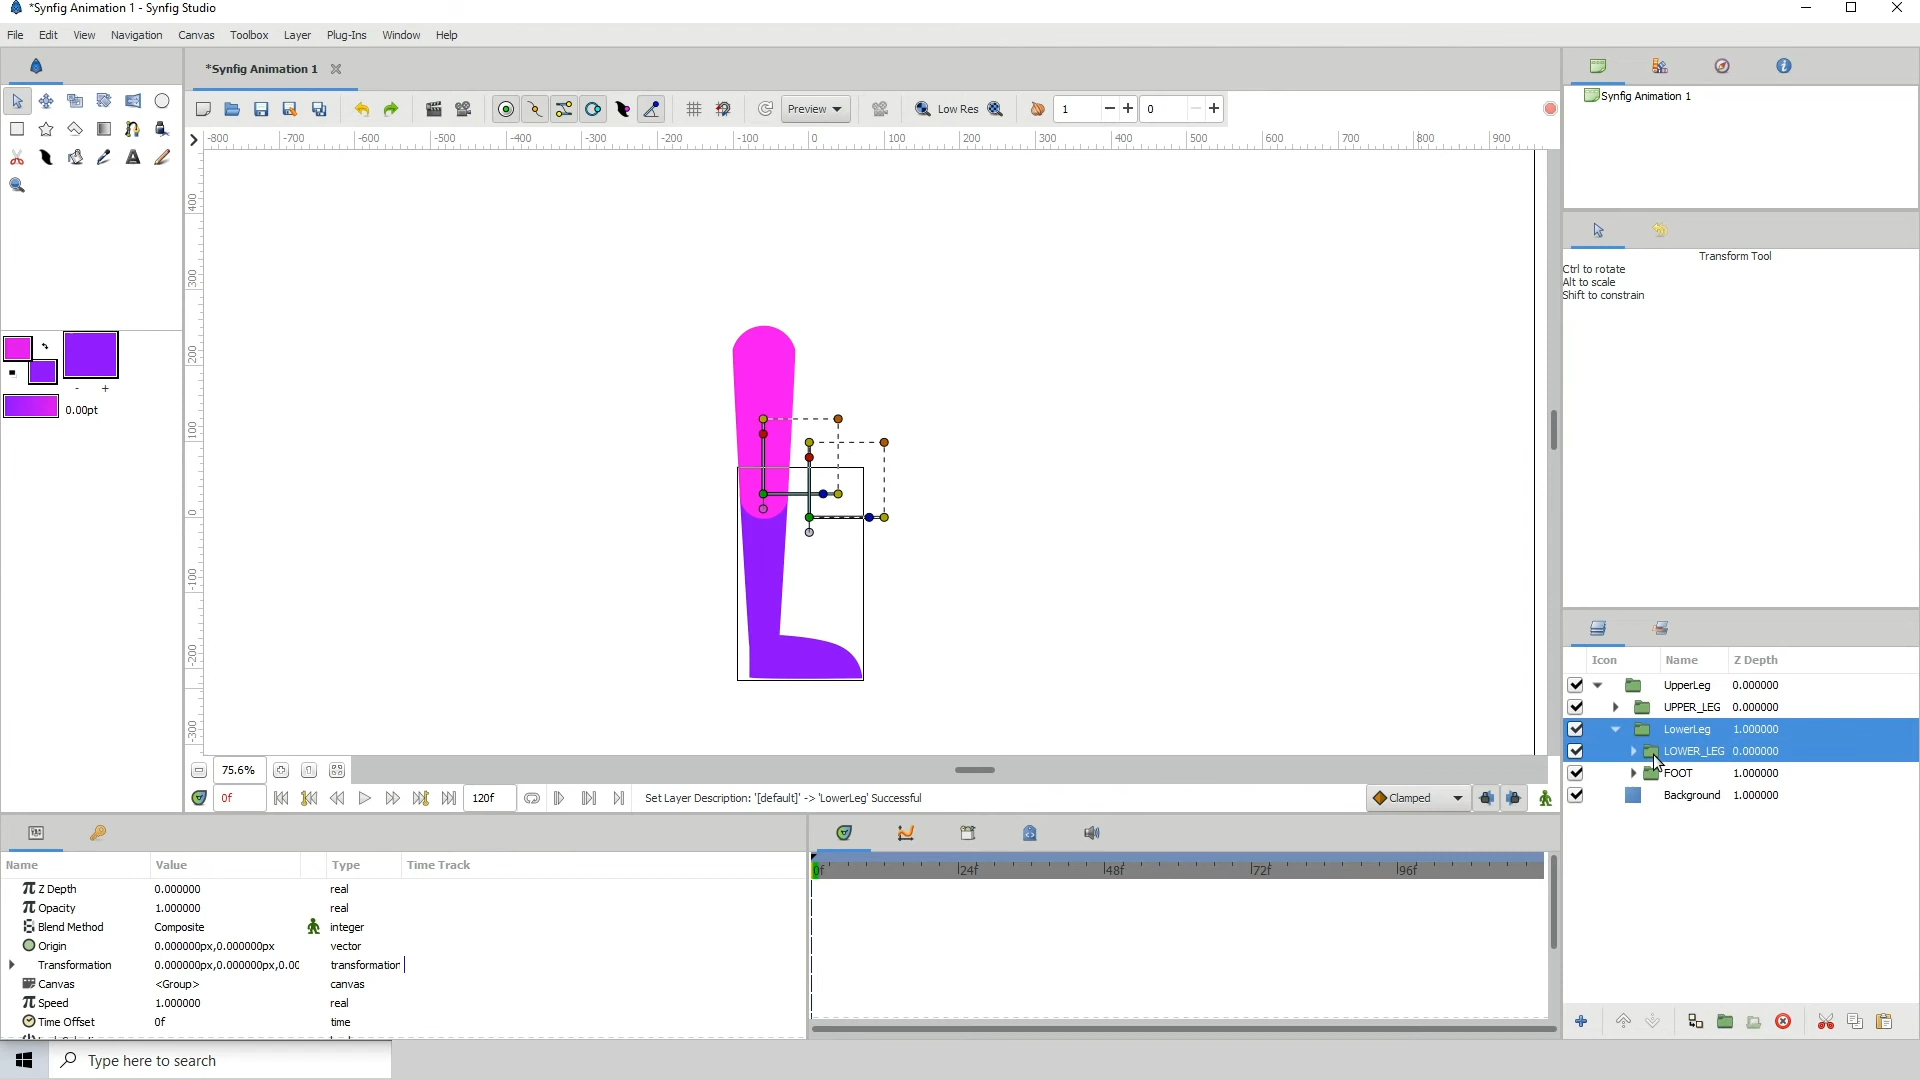 *Synfig Animation 1 - Synfig Studio
File Edit View Navigation Canvas Toolbox Layer Plug-Ins Window Help
*Synfig Animation 1
Preview Low Res 1 0
-800 -700 -600 -500 -400 -300 -200 -100 0 100 200 300 400 500 600 700 800 900
400
300
200
100
0
-100
-200
-300
- +
0.00pt
Synfig Animation 1
Transform Tool
Ctrl to rotate
Alt to scale
Shift to constrain
Icon Name Z Depth
UpperLeg 0.000000
UPPER_LEG 0.000000
LowerLeg 1.000000
LOWER_LEG 0.000000
FOOT 1.000000
Background 1.000000
75.6%
0f 120f Set Layer Description: '[default]' -> 'LowerLeg' Successful Clamped
Name Value Type Time Track
Z Depth 0.000000 real
Opacity 1.000000 real
Blend Method Composite integer
Origin 0.000000px,0.000000px vector
Transformation 0.000000px,0.000000px,0.00 transformation
Canvas <Group> canvas
Speed 1.000000 real
Time Offset 0f time
0f 24f 48f 72f 96f
Type here to search